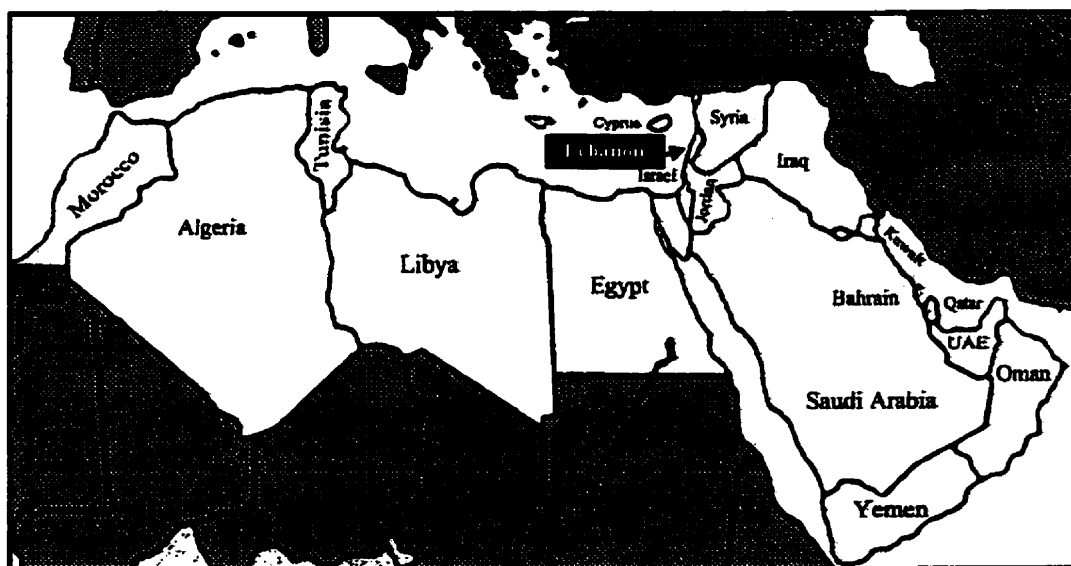 Cyprus
Syria
Lebanon
Tunisia
Iraq
Israel
Morocco
Jordan
Algeria
Kuwait
Libya
Egypt
Bahrain
Qatar
UAE
Oman
Saudi Arabia
Yemen